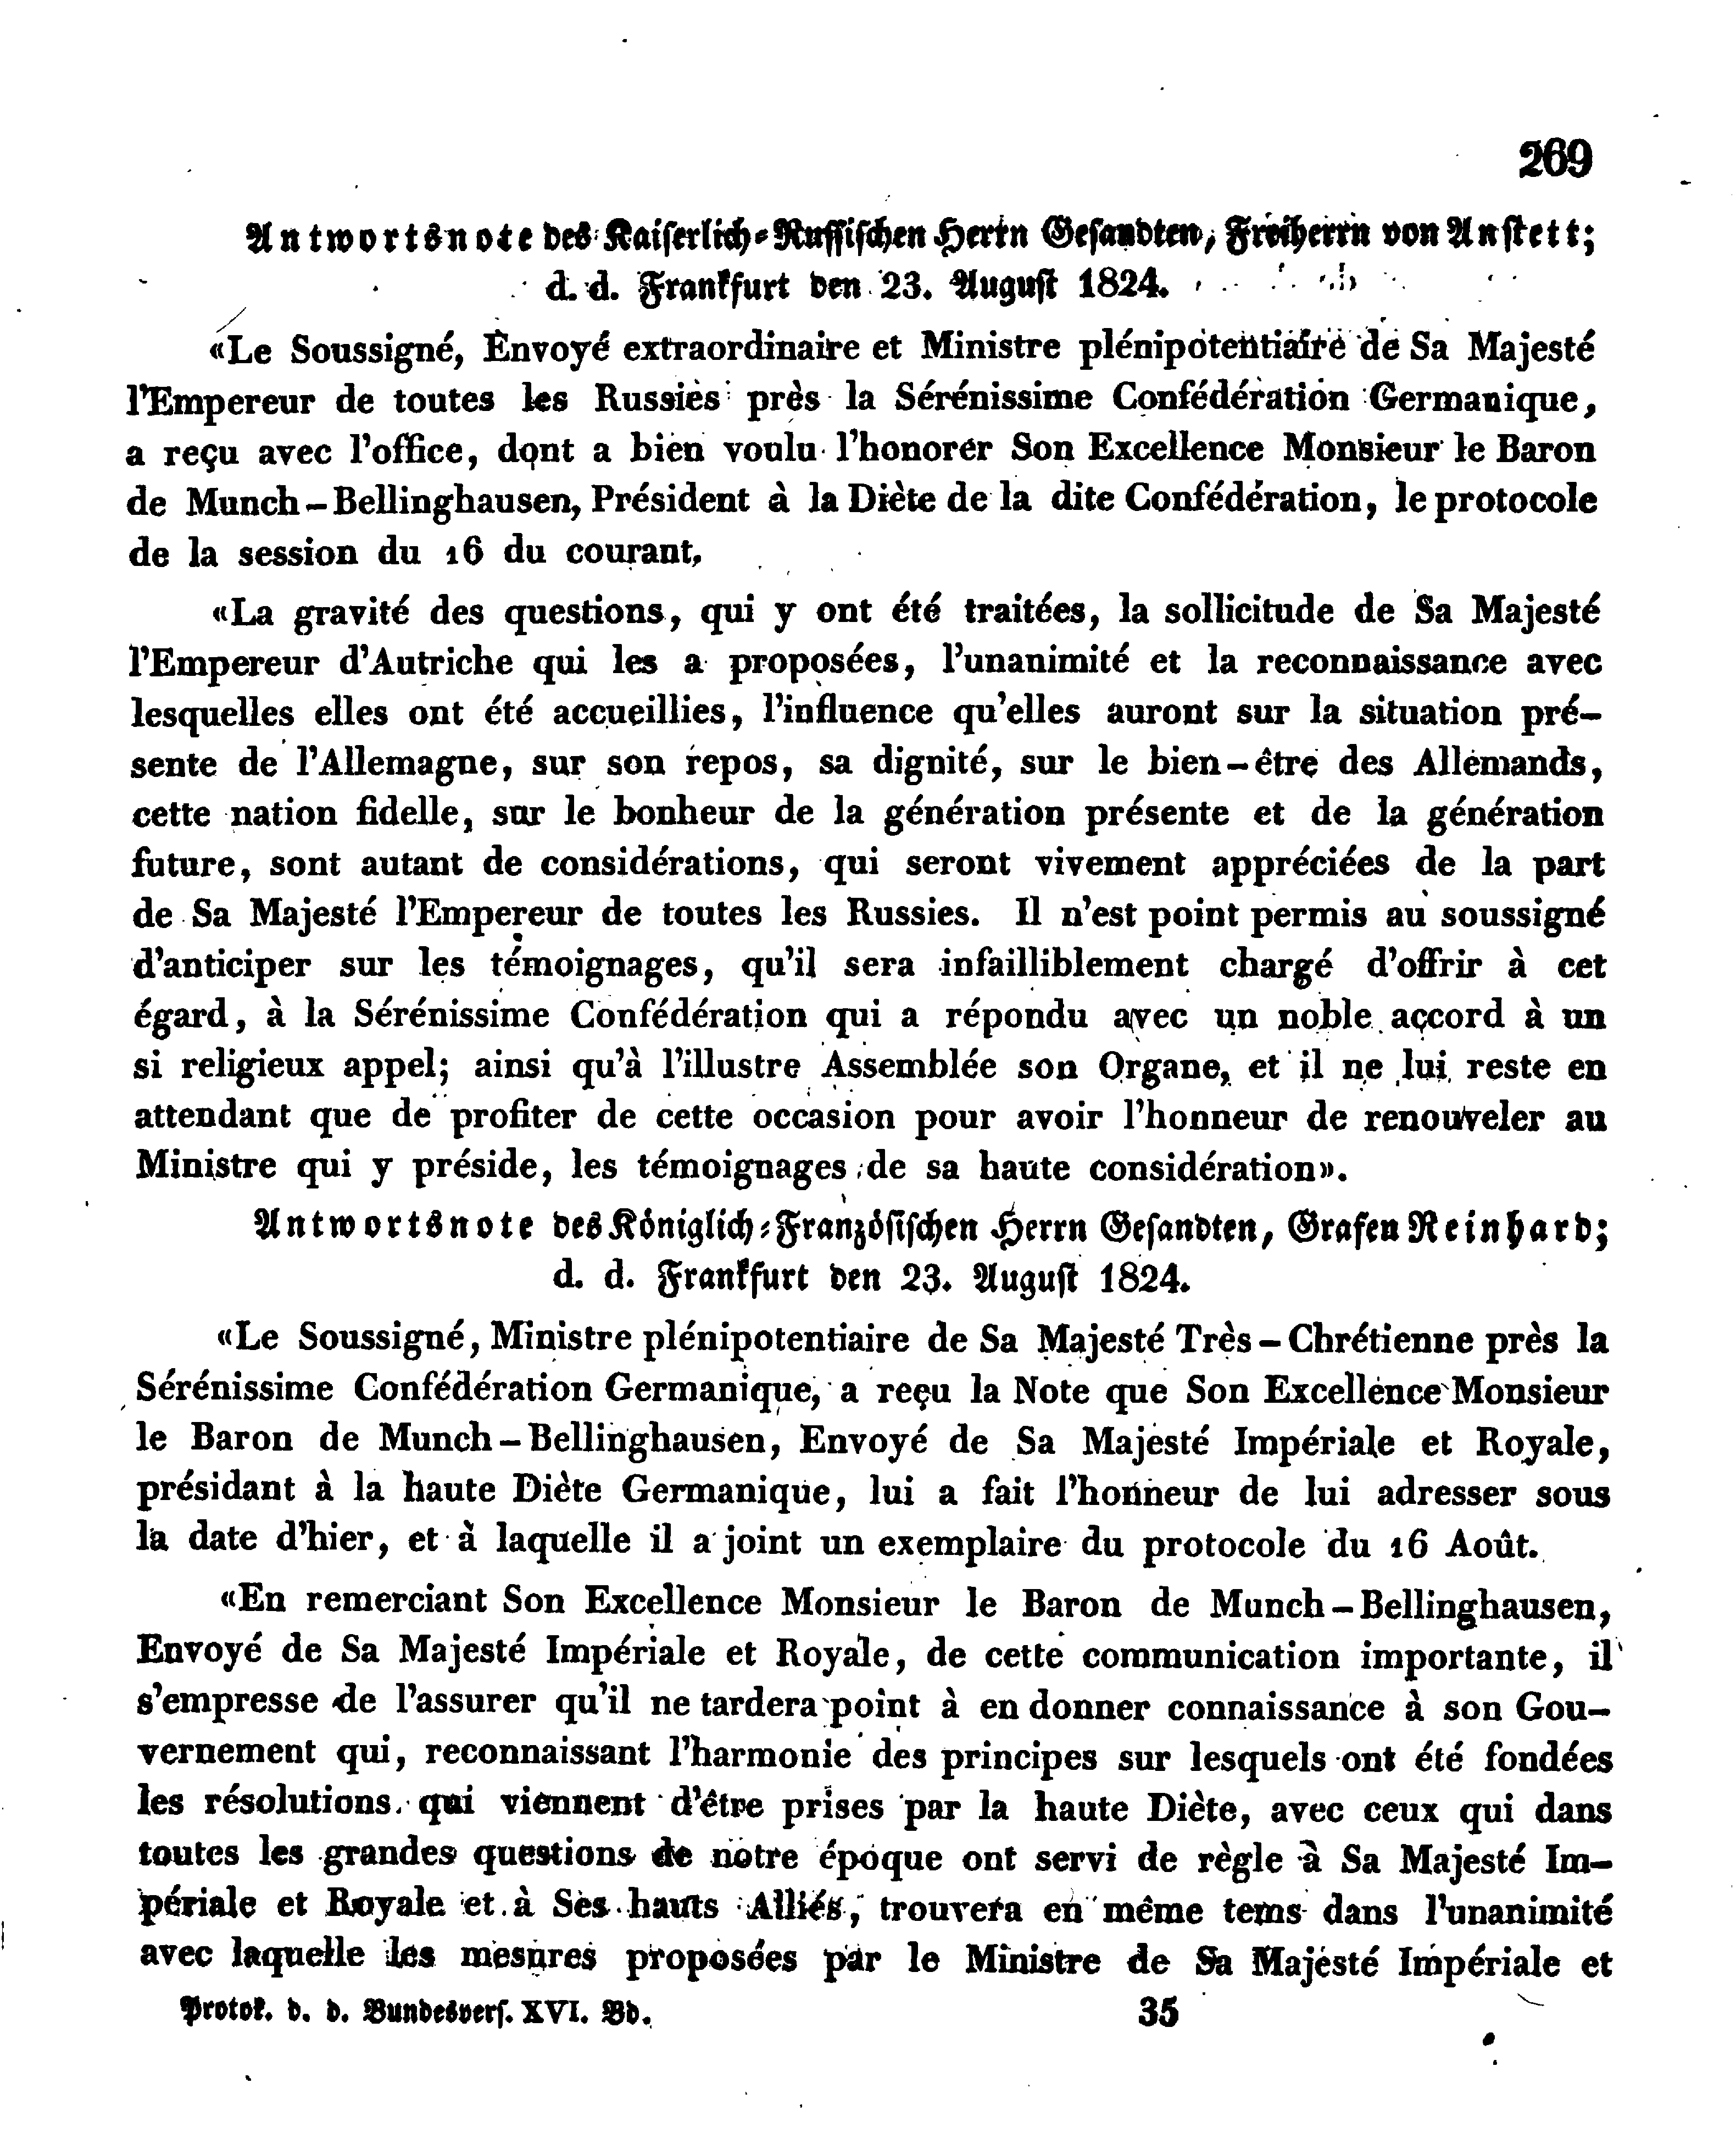 269
Antwortsnote des Kaiserlich-Russischen Herrn Gesandten, Freiherrn von Anstett;
d. d. Frankfurt den 23. August 1824.
«Le Soussigné, Envoyé extraordinaire et Ministre plénipotentiaire de Sa Majesté
l'Empereur de toutes les Russies près la Sérénissime Confédération Germanique,
a reçu avec l'office, dont a bien voulu l'honorer Son Excellence Monsieur le Baron
de Munch-Bellinghausen, Président à la Diète de la dite Confédération, le protocole
de la session du 16 du courant,
«La gravité des questions, qui y ont été traitées, la sollicitude de Sa Majesté
l'Empereur d'Autriche qui les a proposées, l'unanimité et la reconnaissance avec
lesquelles elles ont été accueillies, l'influence qu'elles auront sur la situation pré-
sente de l'Allemagne, sur son repos, sa dignité, sur le bien-être des Allemands,
cette nation fidelle, sur le bonheur de la génération présente et de la génération
future, sont autant de considérations, qui seront vivement appréciées de la part
de Sa Majesté l'Empereur de toutes les Russies. Il n'est point permis au soussigné
d'anticiper sur les témoignages, qu'il sera infailliblement chargé d'offrir à cet
égard, à la Sérénissime Confédération qui a répondu avec un noble accord à un
si religieux appel; ainsi qu'à l'illustre Assemblée son Organe, et il ne lui reste en
attendant que de profiter de cette occasion pour avoir l'honneur de renouveler au
Ministre qui y préside, les témoignages de sa haute considération».
Antwortsnote des Königlich-Französischen Herrn Gesandten, Grafen Reinhard;
d. d. Frankfurt den 23. August 1824.
«Le Soussigné, Ministre plénipotentiaire de Sa Majesté Très-Chrétienne près la
Sérénissime Confédération Germanique, a reçu la Note que Son Excellence Monsieur
le Baron de Munch-Bellinghausen, Envoyé de Sa Majesté Impériale et Royale,
présidant à la haute Diète Germanique, lui a fait l'honneur de lui adresser sous
la date d'hier, et à laquelle il a joint un exemplaire du protocole du 16 Août.
«En remerciant Son Excellence Monsieur le Baron de Munch-Bellinghausen,
Envoyé de Sa Majesté Impériale et Royale, de cette communication importante, il
s'empresse de l'assurer qu'il ne tardera point à en donner connaissance à son Gou-
vernement qui, reconnaissant l'harmonie des principes sur lesquels ont été fondées
les résolutions qui viennent d'être prises par la haute Diète, avec ceux qui dans
toutes les grandes questions de notre époque ont servi de règle à Sa Majesté Im-
périale et Royale et à Ses hauts Alliés, trouvera en même tems dans l'unanimité
avec laquelle les mesures proposées par le Ministre de Sa Majesté Impériale et
Protok. d. d. Bundesvers. XVI. Bd. 35